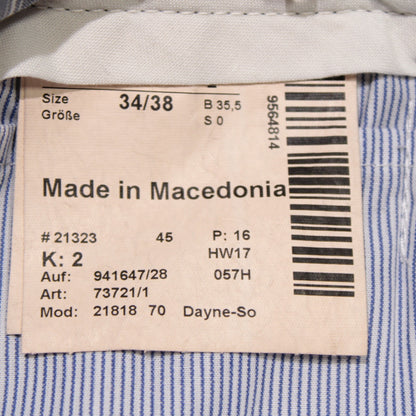 Size 34/38 B 35,5
Größe S 0
9564814
Made in Macedonia
# 21323 45 P: 16
K: 2 HW17
Auf: 941647/28 057H
Art: 73721/1
Mod: 21818 70 Dayne-So